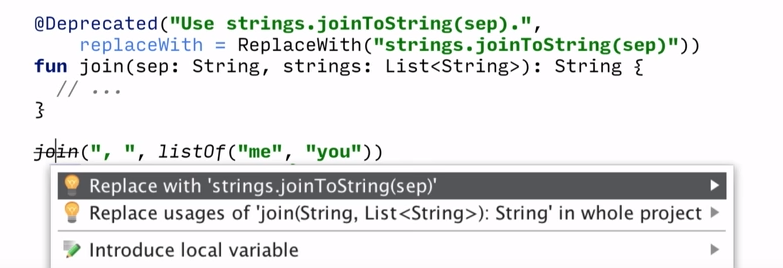 @Deprecated("Use strings.joinToString(sep).",
    replaceWith = ReplaceWith("strings.joinToString(sep)"))
fun join(sep: String, strings: List<String>): String {
  // ...
}
join(", ", listOf("me", "you"))
Replace with 'strings.joinToString(sep)'
Replace usages of 'join(String, List<String>): String' in whole project
Introduce local variable